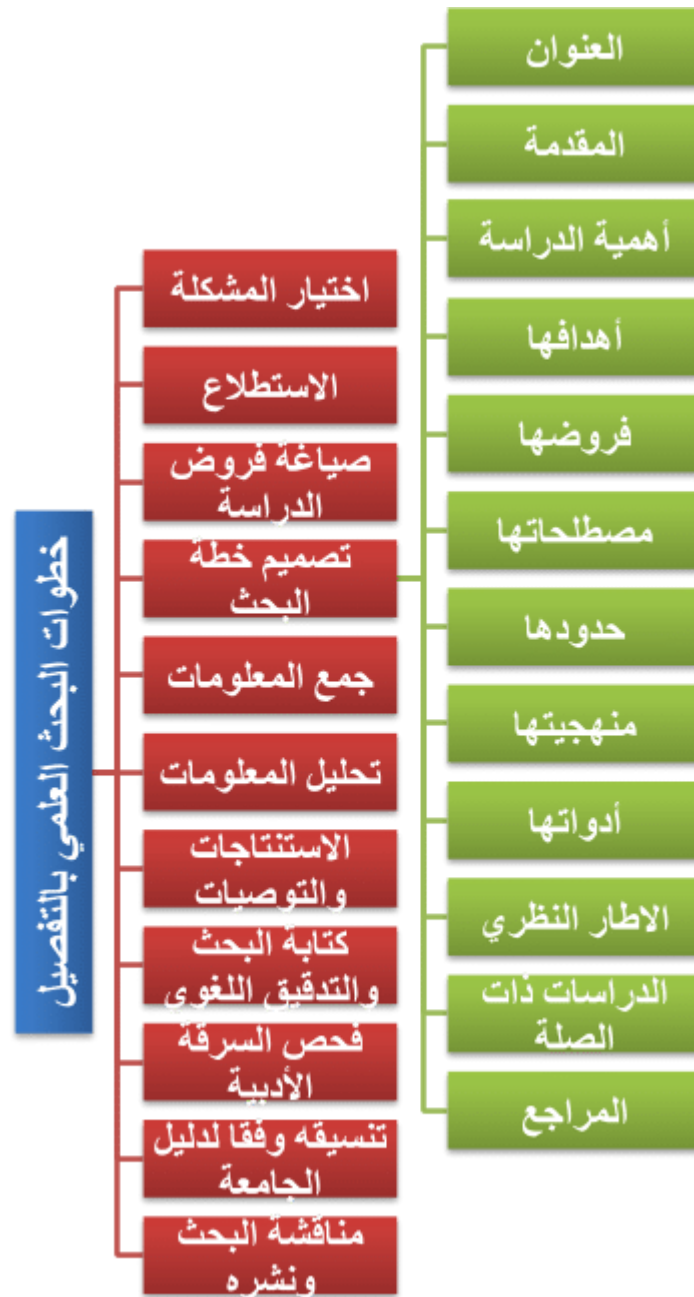 خطوات البحث العلمي بالتفصيل
اختيار المشكلة
الاستطلاع
صياغة فروض
الدراسة
تصميم خطة
البحث
جمع المعلومات
تحليل المعلومات
الاستنتاجات
والتوصيات
كتابة البحث
والتدقيق اللغوي
فحص السرقة
الأدبية
تنسيقه وفقا لدليل
الجامعة
مناقشة البحث
ونشره
العنوان
المقدمة
أهمية الدراسة
أهدافها
فروضها
مصطلحاتها
حدودها
منهجيتها
أدواتها
الاطار النظري
الدراسات ذات
الصلة
المراجع